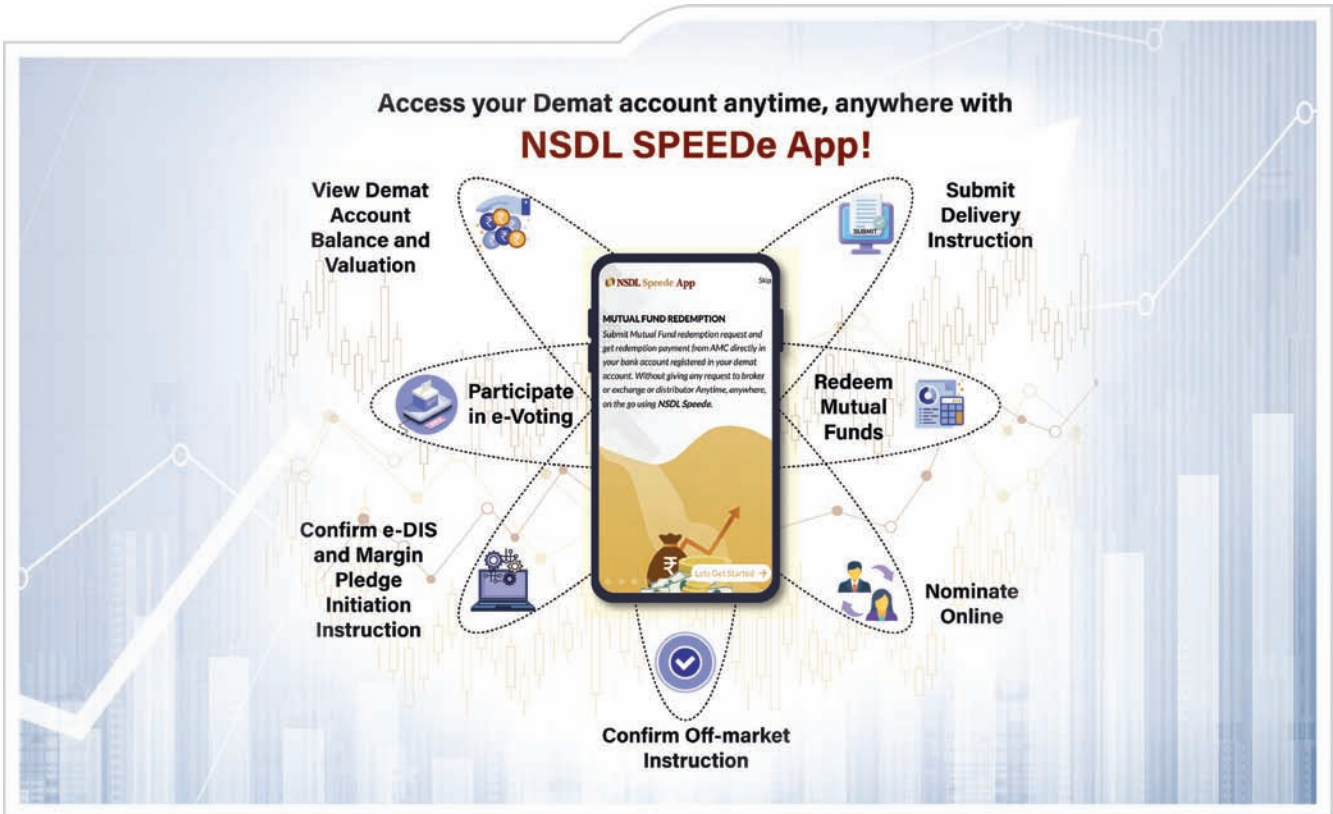 Access your Demat account anytime, anywhere with
NSDL SPEEDe App!
View Demat
Account
Balance and
Valuation
Submit
Delivery
Instruction
SUBMIT
NSDL Speede App
Skip
MUTUAL FUND REDEMPTION
Submit Mutual Fund redemption request and
get redemption payment from AMC directly in
your bank account registered in your demat
account. Without giving any request to broker
or exchange or distributor Anytime, anywhere,
on the go using NSDL Speede.
Participate
in e-Voting
Redeem
Mutual
Funds
Confirm e-DIS
and Margin
Pledge
Initiation
Instruction
Lets Get Started
Nominate
Online
Confirm Off-market
Instruction